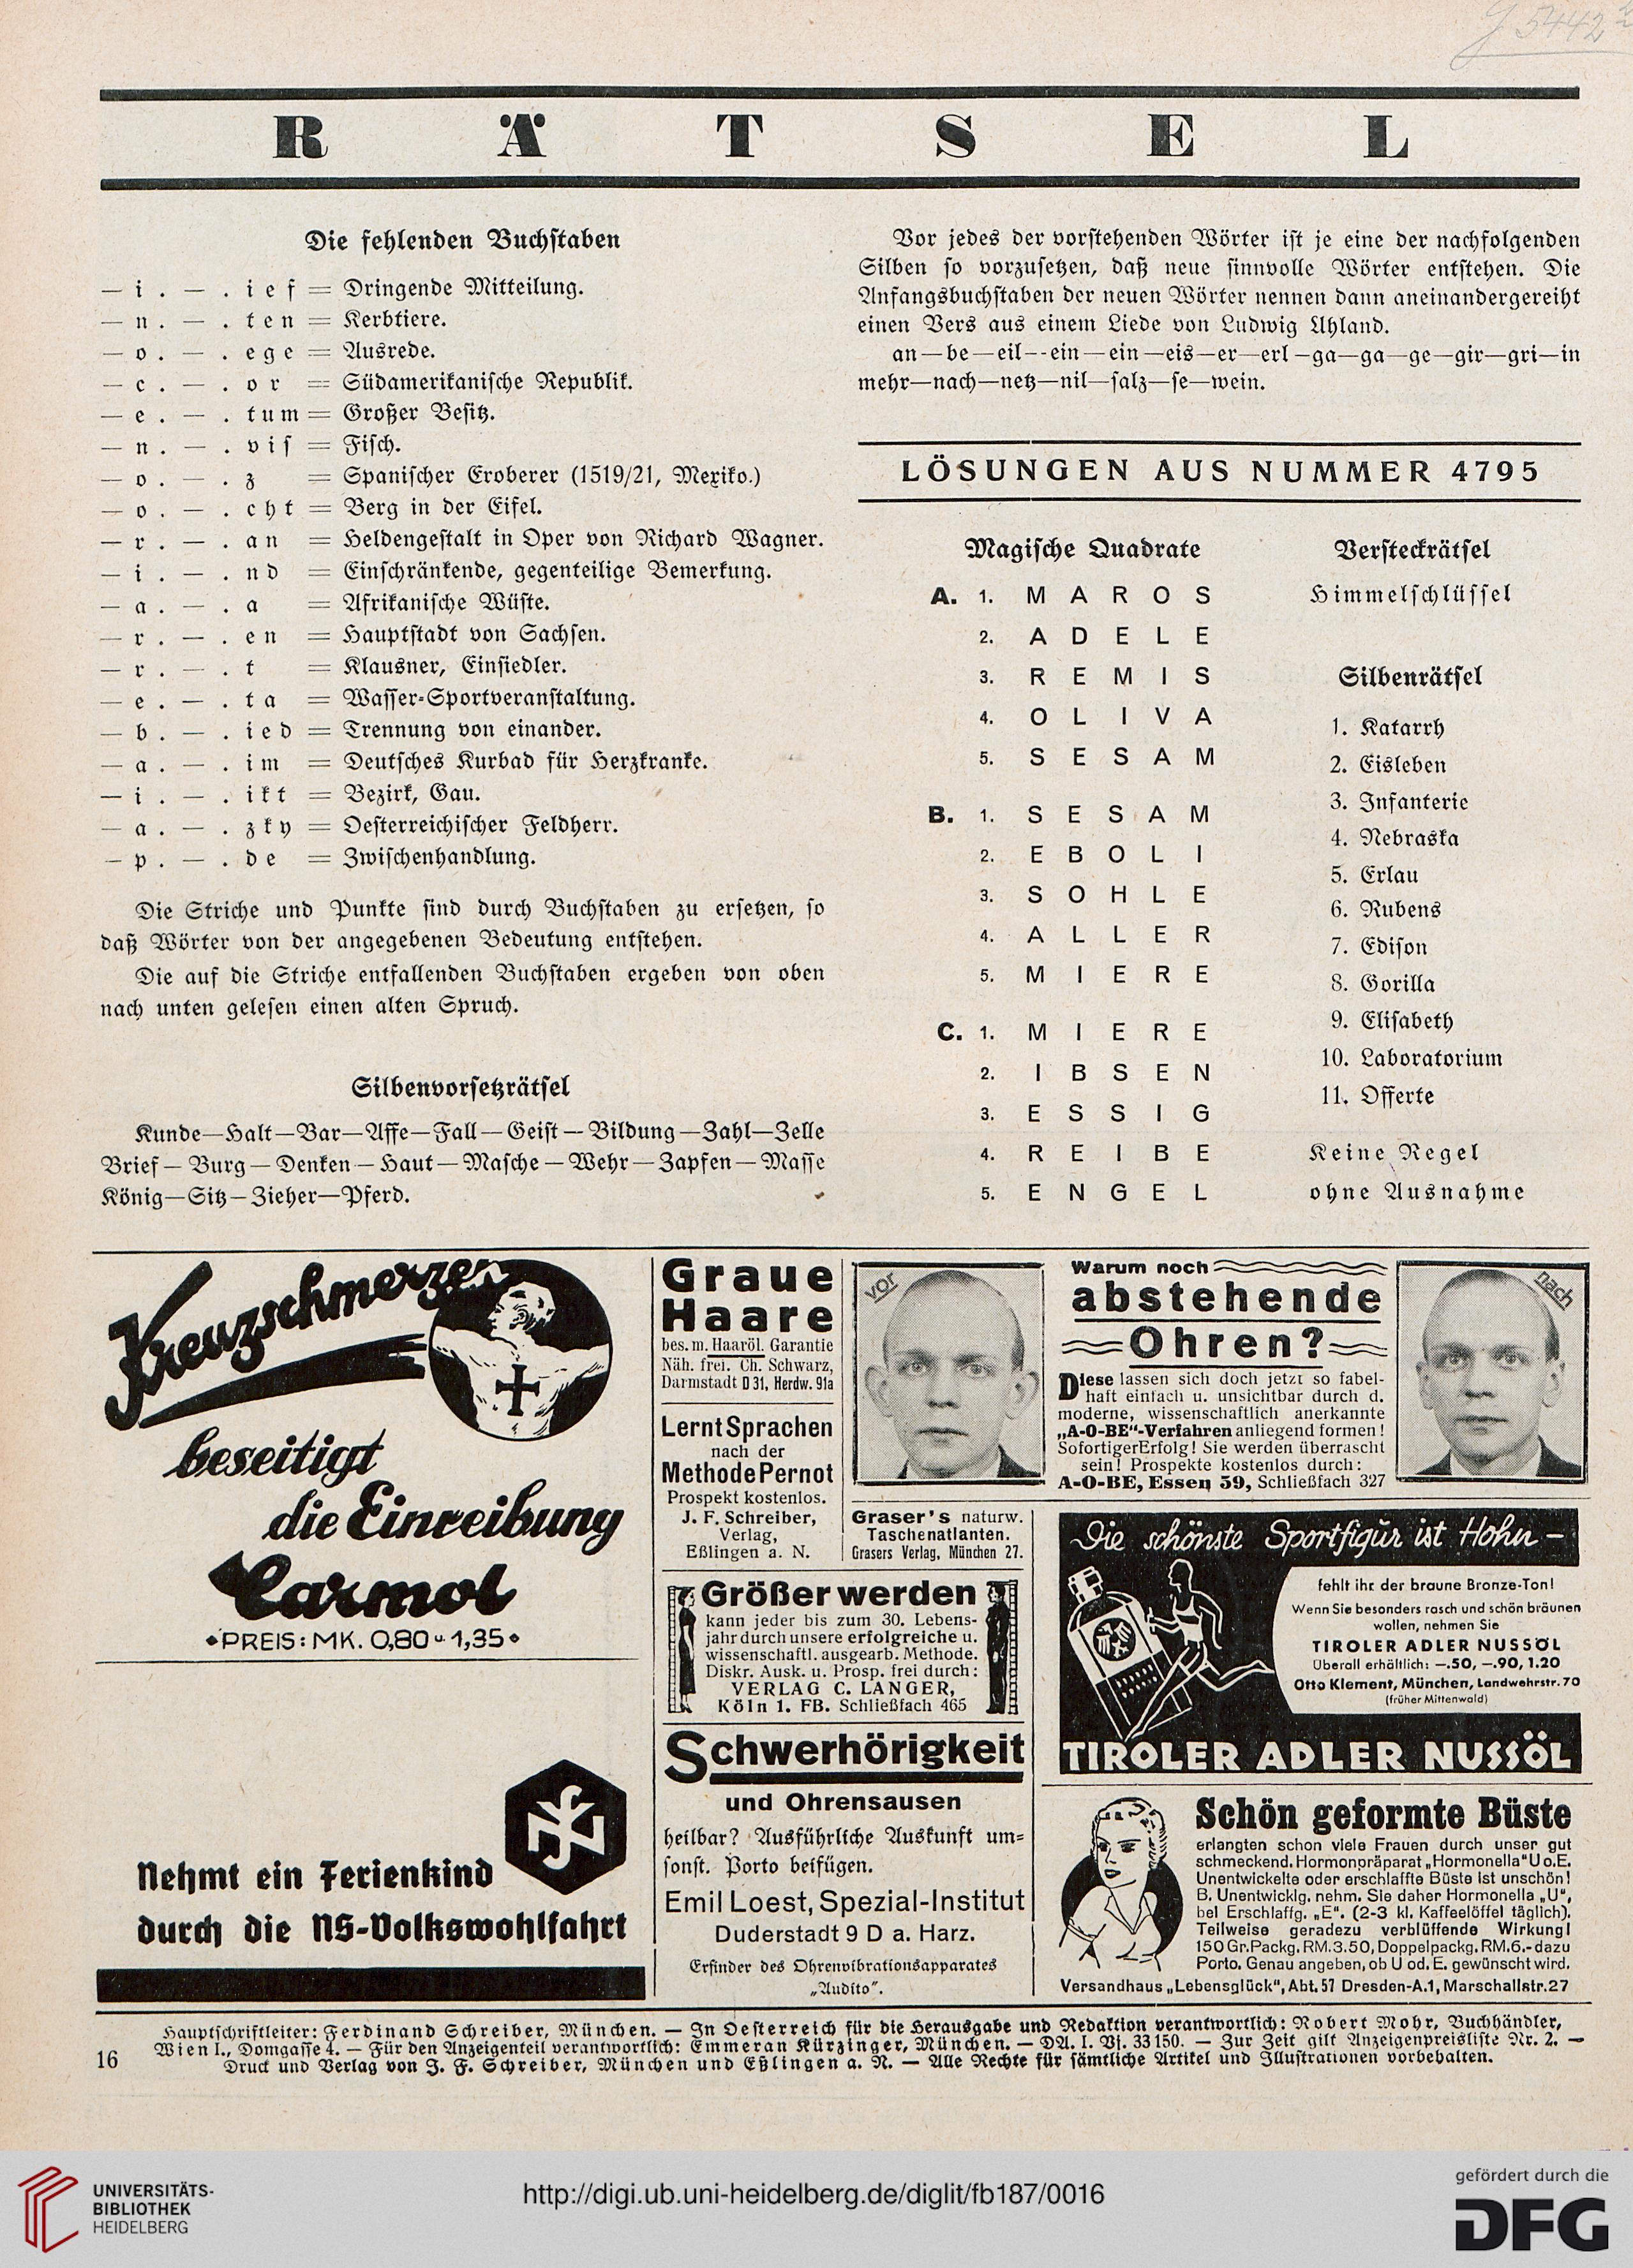 R Ä T S E L
Die fehlenden Buchstaben
— i . — . i e f = Dringende Mitteilung.
— n . — . t e n = Kerbtiere.
— o . — . e g e = Ausrede.
— c . — . o r = Südamerikanische Republik.
— e . — . t u m = Großer Besitz.
— n . — . v i s = Fisch.
— o . — . z = Spanischer Eroberer (1519/21, Mexiko.)
— o . — . c h t = Berg in der Eifel.
— r . — . a n = Heldengestalt in Oper von Richard Wagner.
— i . — . n d = Einschränkende, gegenteilige Bemerkung.
— a . — . a = Afrikanische Wüste.
— r . — . e n = Hauptstadt von Sachsen.
— r . — . t = Klausner, Einsiedler.
— e . — . t a = Wasser-Sportveranstaltung.
— b . — . i e d = Trennung von einander.
— a . — . i m = Deutsches Kurbad für Herzkranke.
— i . — . i k t = Bezirk, Gau.
— a . — . z k y = Oesterreichischer Feldherr.
— p . — . d e = Zwischenhandlung.
Die Striche und Punkte sind durch Buchstaben zu ersetzen, so
daß Wörter von der angegebenen Bedeutung entstehen.
Die auf die Striche entfallenden Buchstaben ergeben von oben
nach unten gelesen einen alten Spruch.
Silbenvorsetzrätsel
Kunde—Halt—Bar—Affe—Fall—Geist—Bildung—Zahl—Zelle
Brief—Burg—Denken—Haut—Masche—Wehr—Zapfen—Masse
König—Sitz—Zieher—Pferd.
Vor jedes der vorstehenden Wörter ist je eine der nachfolgenden
Silben so vorzusetzen, daß neue sinnvolle Wörter entstehen. Die
Anfangsbuchstaben der neuen Wörter nennen dann aneinandergereiht
einen Vers aus einem Liede von Ludwig Uhland.
an—be—eil--ein—ein—eis—er—erl—ga—ga—ge—gir—gri—in
mehr—nach—netz—nil—salz—se—wein.
LÖSUNGEN AUS NUMMER 4795
Magische Quadrate
A. 1. M A R O S
2. A D E L E
3. R E M I S
4. O L I V A
5. S E S A M
B. 1. S E S A M
2. E B O L I
3. S O H L E
4. A L L E R
5. M I E R E
C. 1. M I E R E
2. I B S E N
3. E S S I G
4. R E I B E
5. E N G E L
Versteckrätsel
Himmelschlüssel
Silbenrätsel
1. Katarrh
2. Eisleben
3. Infanterie
4. Nebraska
5. Erlau
6. Rubens
7. Edison
8. Gorilla
9. Elisabeth
10. Laboratorium
11. Offerte
Keine Regel
ohne Ausnahme
Kreuzschmerzen
beseitigt
die Einreibung
Carmol
•PREIS: MK. 0,80 u. 1,35•
Nehmt ein Ferienkind
durch die NS-Volkswohlfahrt
Graue
Haare
bes. m. Haaröl. Garantie
Näh. frei. Ch. Schwarz,
Darmstadt D 31, Herdw. 91a
Lernt Sprachen
nach der
Methode Pernot
Prospekt kostenlos.
J. F. Schreiber,
Verlag,
Eßlingen a. N.
vor
Warum noch
abstehende
Ohren?
Diese lassen sich doch jetzt so fabel-
haft einfach u. unsichtbar durch d.
moderne, wissenschaftlich anerkannte
„A-O-BE"-Verfahren anliegend formen!
Sofortiger Erfolg! Sie werden überrascht
sein! Prospekte kostenlos durch:
A-O-BE, Essen 59, Schließfach 327
nach
Graser's naturw.
Taschenatlanten.
Grasers Verlag, München 27.
Größer werden
kann jeder bis zum 30. Lebens-
jahr durch unsere erfolgreiche u.
wissenschaftl. ausgearb. Methode.
Diskr. Ausk. u. Prosp. frei durch:
VERLAG C. LANGER,
Köln 1. FB. Schließfach 465
Schwerhörigkeit
und Ohrensausen
heilbar? Ausführliche Auskunft um-
sonst. Porto beifügen.
Emil Loest, Spezial-Institut
Duderstadt 9 D a. Harz.
Erfinder des Ohrenvibrationsapparates
„Audito".
Die schönste Sportfigur ist Hohn —
fehlt ihr der braune Bronze-Ton!
Wenn Sie besonders rasch und schön bräunen
wollen, nehmen Sie
TIROLER ADLER NUSSÖL
Überall erhältlich: —.50, —.90, 1.20
Otto Klement, München, Landwehrstr. 70
(früher Mittenwald)
TIROLER ADLER NUSSÖL
Schön geformte Büste
erlangten schon viele Frauen durch unser gut
schmeckend. Hormonpräparat „Hormonella" U o. E.
Unentwickelte oder erschlaffte Büste ist unschön!
B. Unentwicklg. nehm. Sie daher Hormonella „U",
bei Erschlaffg. „E". (2-3 kl. Kaffeelöffel täglich).
Teilweise geradezu verblüffende Wirkung!
150 Gr. Packg. RM. 3.50, Doppelpackg. RM. 6.- dazu
Porto. Genau angeben, ob U od. E. gewünscht wird.
Versandhaus „Lebensglück", Abt. 57 Dresden-A. 1, Marschallstr. 27
Hauptschriftleiter: Ferdinand Schreiber, München. — In Oesterreich für die Herausgabe und Redaktion verantwortlich: Robert Mohr, Buchhändler,
Wien I., Domgasse 4. — Für den Anzeigenteil verantwortlich: Emmeran Kürzinger, München. — DA. I. Vj. 33150. — Zur Zeit gilt Anzeigenpreisliste Nr. 2. —
Druck und Verlag von J. F. Schreiber, München und Eßlingen a. N. — Alle Rechte für sämtliche Artikel und Illustrationen vorbehalten.
16
UNIVERSITÄTS-
BIBLIOTHEK
HEIDELBERG
http://digi.ub.uni-heidelberg.de/diglit/fb187/0016
gefördert durch die
DFG